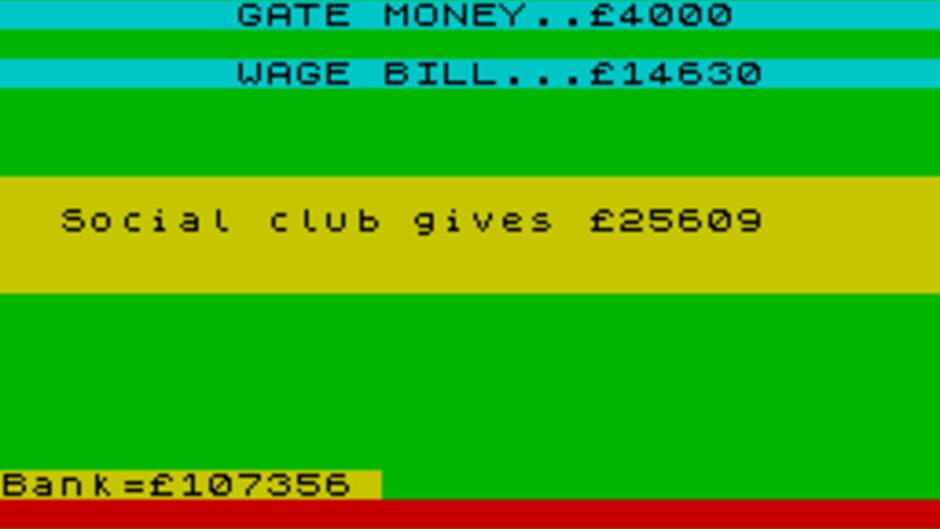 GATE MONEY..£4000
WAGE BILL...£14630
Social club gives £25609
Bank=£107356